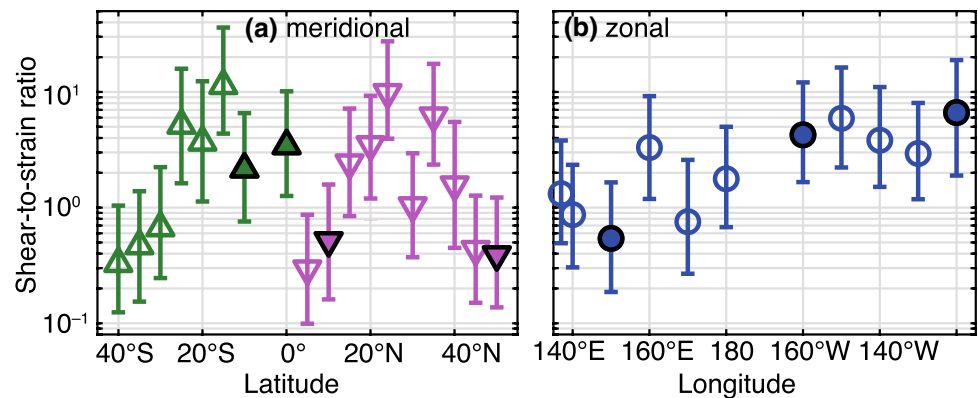 (a) meridional
(b) zonal
Shear-to-strain ratio
10¹
10⁰
10⁻¹
40°S 20°S 0° 20°N 40°N
140°E 160°E 180 160°W 140°W
Latitude
Longitude